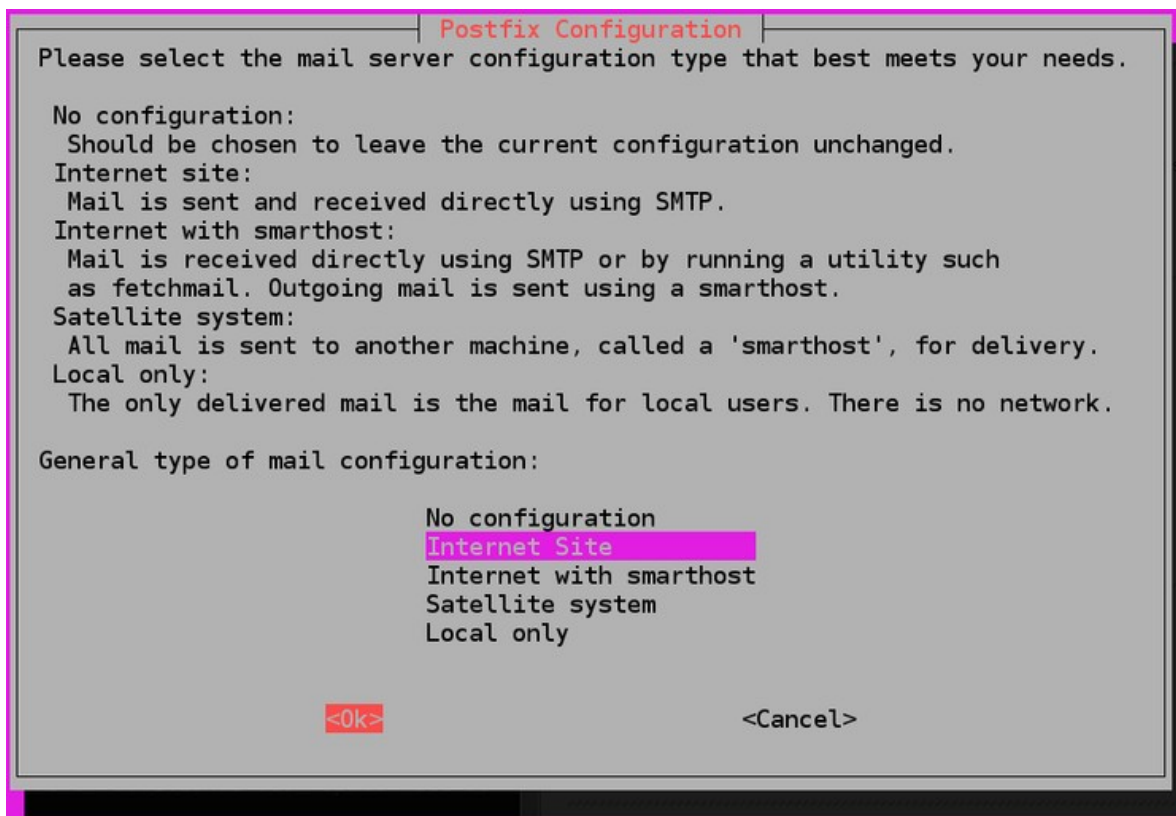 Postfix Configuration
Please select the mail server configuration type that best meets your needs.
No configuration:
Should be chosen to leave the current configuration unchanged.
Internet site:
Mail is sent and received directly using SMTP.
Internet with smarthost:
Mail is received directly using SMTP or by running a utility such
as fetchmail. Outgoing mail is sent using a smarthost.
Satellite system:
All mail is sent to another machine, called a 'smarthost', for delivery.
Local only:
The only delivered mail is the mail for local users. There is no network.
General type of mail configuration:
No configuration
Internet Site
Internet with smarthost
Satellite system
Local only
<Ok> <Cancel>